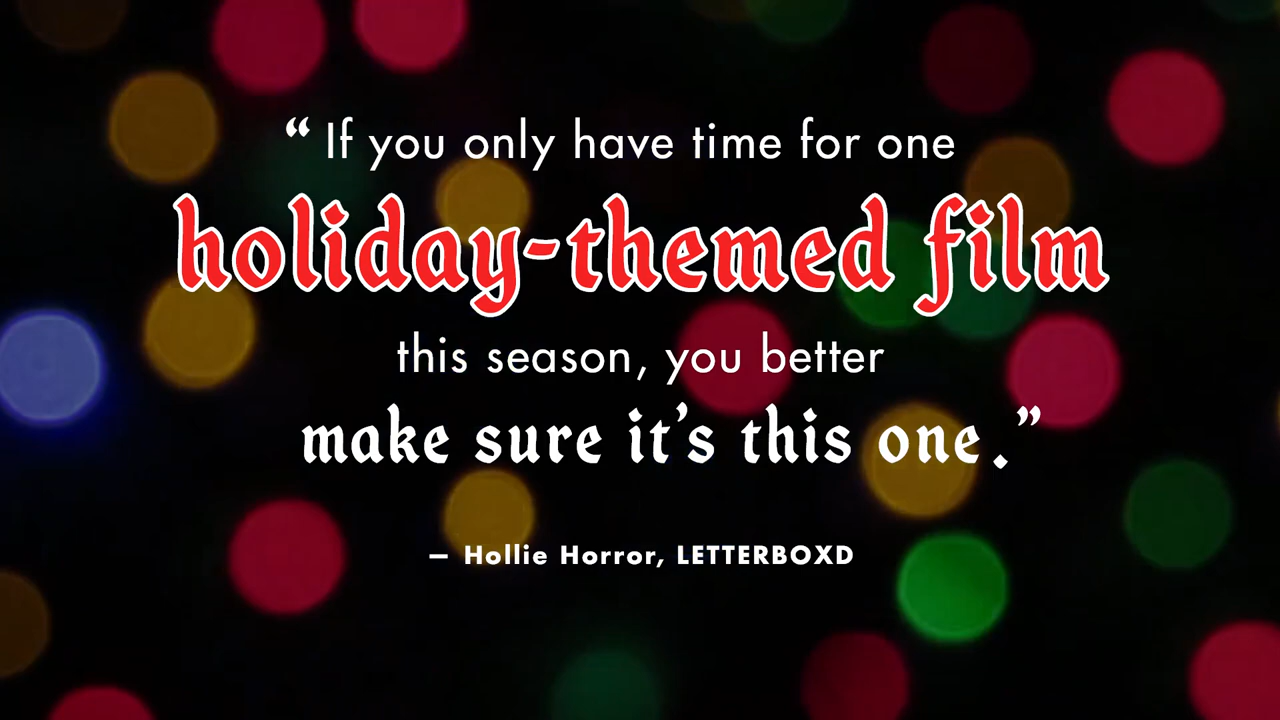 “ If you only have time for one
holiday-themed film
this season, you better
make sure it’s this one.”
– Hollie Horror, LETTERBOXD